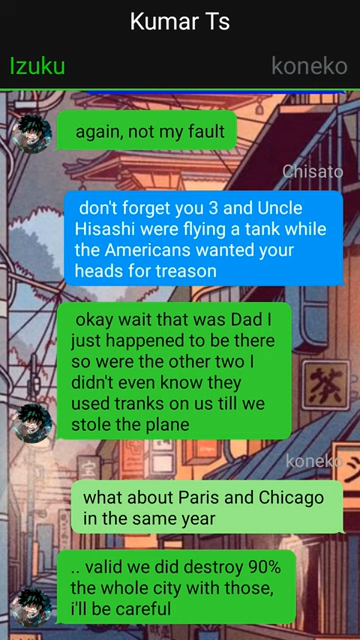 Kumar Ts
Izuku
koneko
again, not my fault
Chisato
don't forget you 3 and Uncle
Hisashi were flying a tank while
the Americans wanted your
heads for treason
okay wait that was Dad I
just happened to be there
so were the other two I
didn't even know they
used tranks on us till we
stole the plane
koneko
what about Paris and Chicago
in the same year
.. valid we did destroy 90%
the whole city with those,
i'll be careful